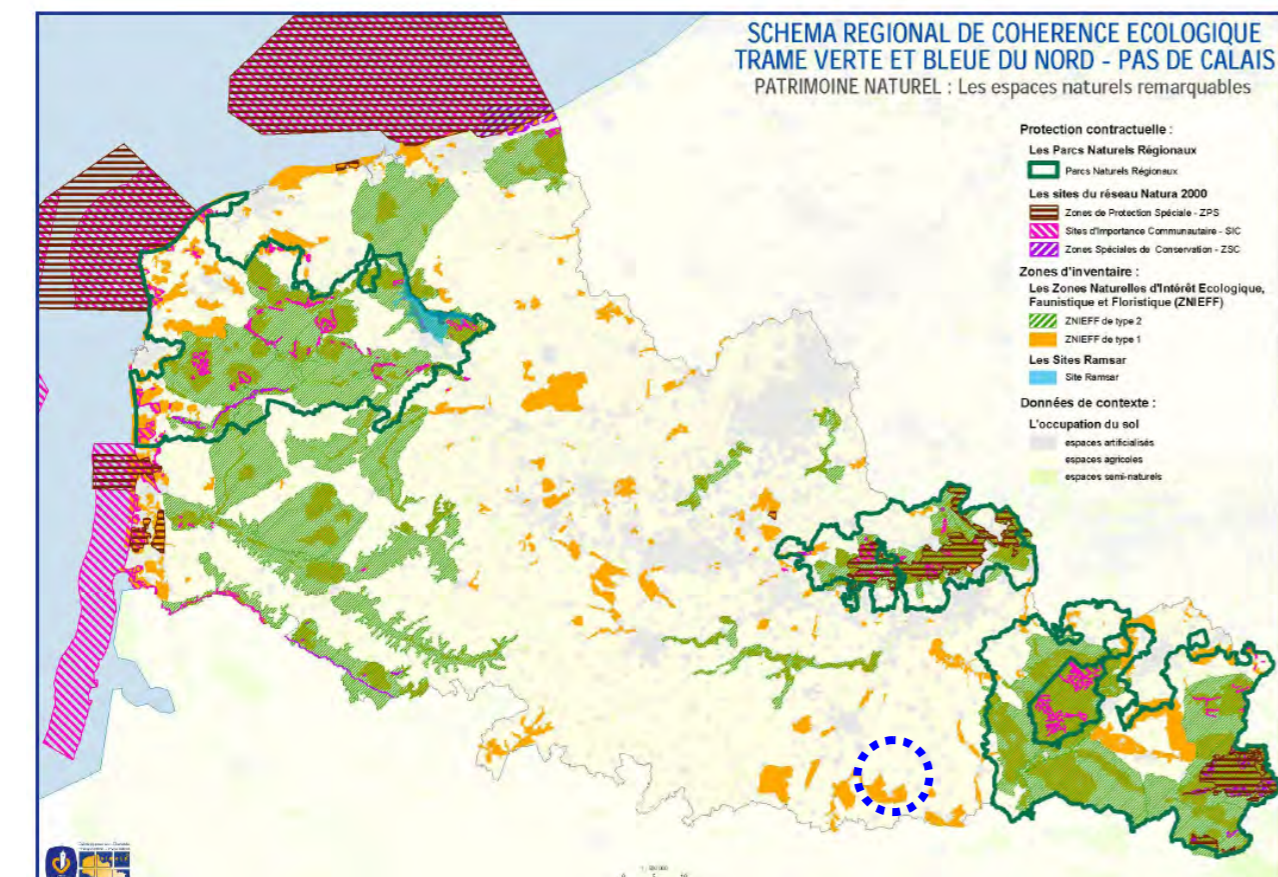 SCHEMA REGIONAL DE COHERENCE ECOLOGIQUE
TRAME VERTE ET BLEUE DU NORD - PAS DE CALAIS
PATRIMOINE NATUREL : Les espaces naturels remarquables
Protection contractuelle :
Les Parcs Naturels Régionaux
Parcs Naturels Régionaux
Les sites du réseau Natura 2000
Zones de Protection Spéciale - ZPS
Sites d'Importance Communautaire - SIC
Zones Spéciales de Conservation - ZSC
Zones d'inventaire :
Les Zones Naturelles d'Intérêt Ecologique,
Faunistique et Floristique (ZNIEFF)
ZNIEFF de type 2
ZNIEFF de type 1
Les Sites Ramsar
Site Ramsar
Données de contexte :
L'occupation du sol
espaces artificialisés
espaces agricoles
espaces semi-naturels